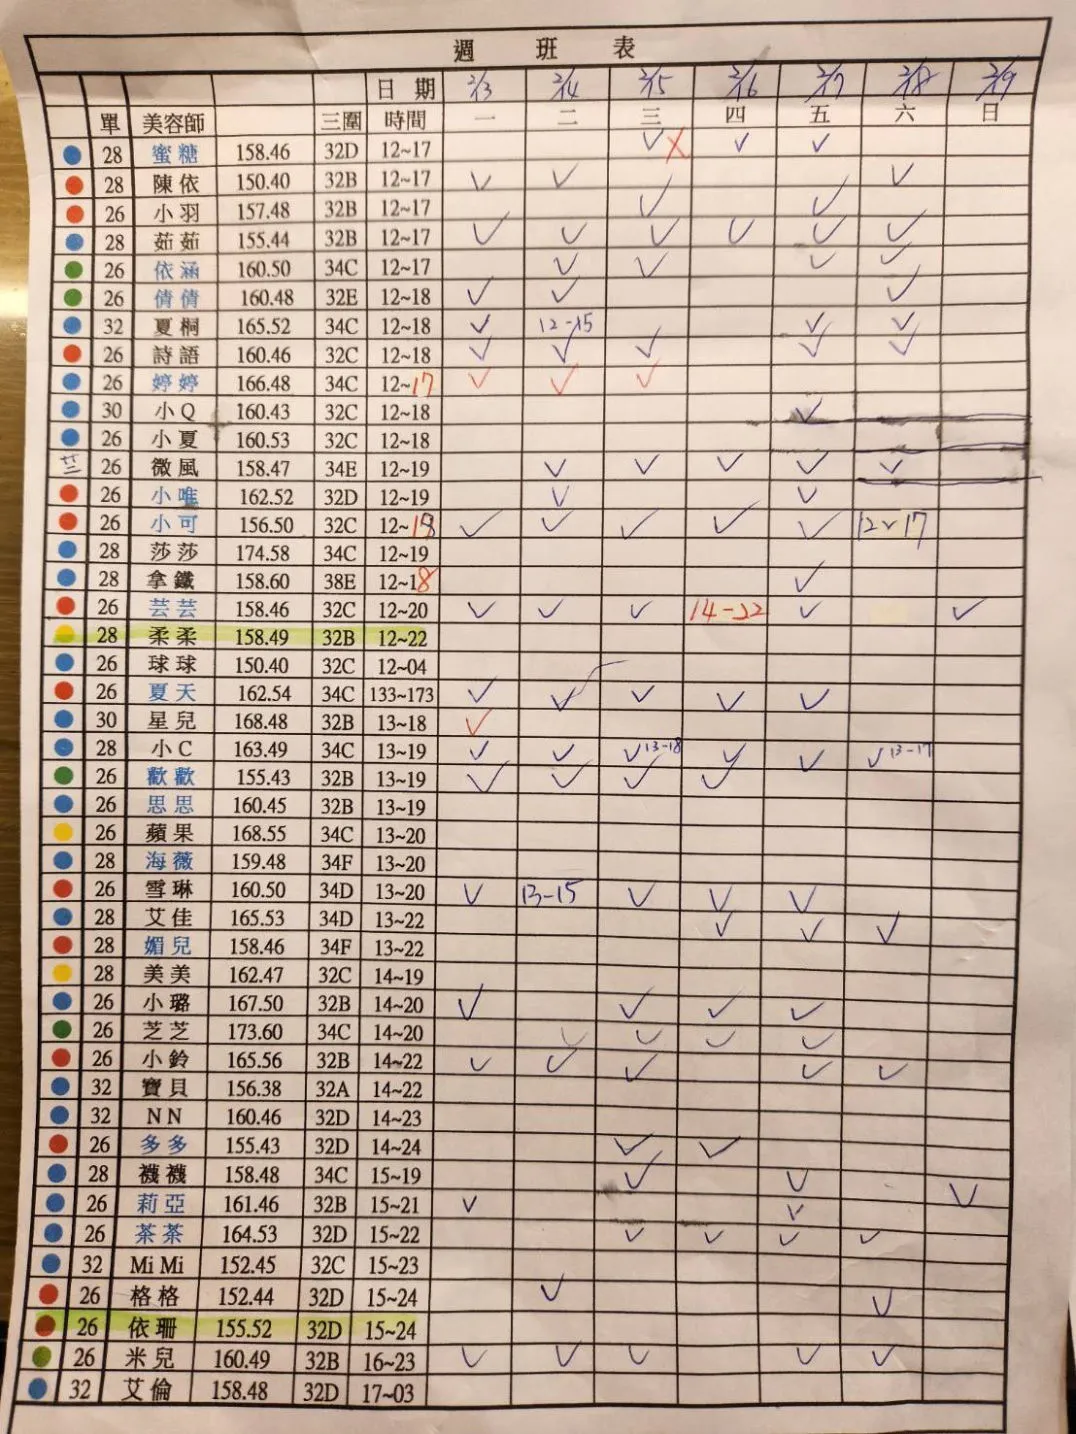 週 班 表
日 期 2/13 2/14 2/15 2/16 2/17 2/18 2/19
單 美容師 三圍 時間 一 二 三 四 五 六 日
28 蜜糖 158.46 32D 12~17 ✓ X ✓ ✓
28 陳依 150.40 32B 12~17 ✓ ✓ ✓
26 小羽 157.48 32B 12~17 ✓ ✓
28 茹茹 155.44 32B 12~17 ✓ ✓ ✓ ✓ ✓ ✓
26 依涵 160.50 34C 12~17 ✓ ✓ ✓ ✓
26 倩倩 160.48 32E 12~18 ✓ ✓ ✓
32 夏桐 165.52 34C 12~18 ✓ 12-15 ✓ ✓
26 詩語 160.46 32C 12~18 ✓ ✓ ✓ ✓ ✓
26 婷婷 166.48 34C 12~17 ✓ ✓ ✓
30 小Q 160.43 32C 12~18 ✓
26 小夏 160.53 32C 12~18
26 微風 158.47 34E 12~19 ✓ ✓ ✓ ✓ ✓
26 小唯 162.52 32D 12~19 ✓ ✓
26 小可 156.50 32C 12~ ✓ ✓ ✓ ✓ ✓ 12~17
28 莎莎 174.58 34C 12~19
28 拿鐵 158.60 38E 12~18 ✓
26 芸芸 158.46 32C 12~20 ✓ ✓ ✓ 14-22 ✓ ✓
28 柔柔 158.49 32B 12~22
26 球球 150.40 32C 12~04
26 夏天 162.54 34C 133~173 ✓ ✓ ✓ ✓ ✓
30 星兒 168.48 32B 13~18 ✓
28 小C 163.49 34C 13~19 ✓ ✓ ✓13-18 ✓ ✓ ✓13-17
26 歡歡 155.43 32B 13~19 ✓ ✓ ✓ ✓
26 思思 160.45 32B 13~19
26 蘋果 168.55 34C 13~20
28 海薇 159.48 34F 13~20
26 雪琳 160.50 34D 13~20 ✓ 13-15 ✓ ✓ ✓
28 艾佳 165.53 34D 13~22 ✓ ✓ ✓
28 媚兒 158.46 34F 13~22
28 美美 162.47 32C 14~19
26 小璐 167.50 32B 14~20 ✓ ✓ ✓ ✓
26 芝芝 173.60 34C 14~20 ✓ ✓ ✓ ✓
26 小鈴 165.56 32B 14~22 ✓ ✓ ✓ ✓ ✓
32 寶貝 156.38 32A 14~22
32 NN 160.46 32D 14~23
26 多多 155.43 32D 14~24 ✓ ✓
28 襪襪 158.48 34C 15~19 ✓ ✓ ✓
26 莉亞 161.46 32B 15~21 ✓ ✓
26 茶茶 164.53 32D 15~22 ✓ ✓ ✓ ✓
32 Mi Mi 152.45 32C 15~23
26 格格 152.44 32D 15~24 ✓ ✓
26 依珊 155.52 32D 15~24
26 米兒 160.49 32B 16~23 ✓ ✓ ✓ ✓ ✓
32 艾倫 158.48 32D 17~03